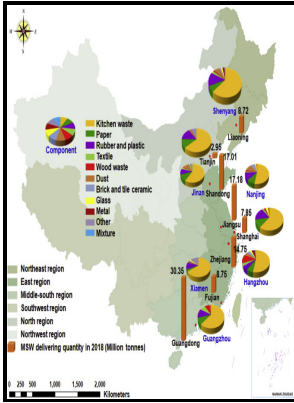 N
Shenyang 8.72
Liaoning
2.95
Tianjin 17.01
Jinan Shandong
17.18
Nanjing
Jiangsu 7.85
Shanghai
14.75
Zhejiang
Hangzhou
30.35
Xiamen 8.75
Fujian
Guangdong
Guangzhou
Component
Kitchen waste
Paper
Rubber and plastic
Textile
Wood waste
Dust
Brick and tile ceramic
Glass
Metal
Other
Mixture
Northeast region
East region
Middle-south region
Southwest region
North region
Northwest region
MSW delivering quantity in 2018 (Million tonnes)
0 250 500 1,000 1,500 2,000
Kilometers